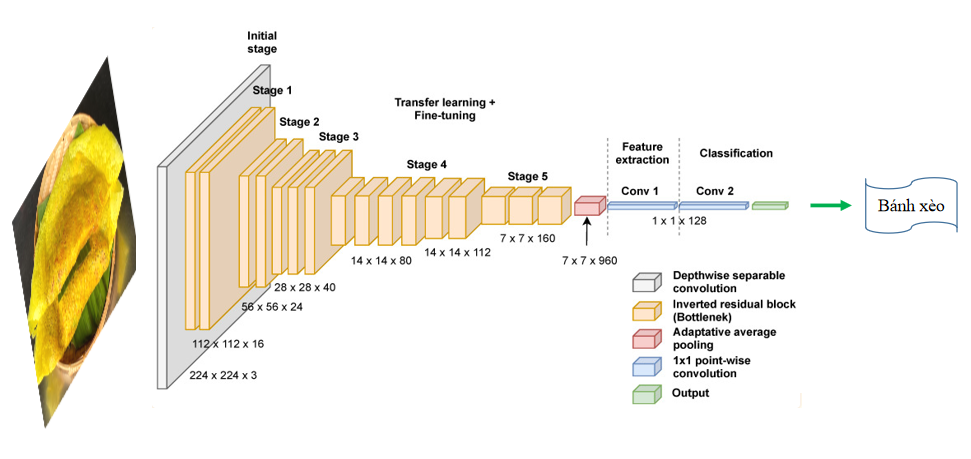 Initial
stage
Stage 1
Stage 2
Stage 3
Transfer learning +
Fine-tuning
Stage 4
Stage 5
Feature
extraction
Classification
Conv 1
Conv 2
1 x 1 x 128
Bánh xèo
7 x 7 x 160
7 x 7 x 960
14 x 14 x 112
14 x 14 x 80
28 x 28 x 40
56 x 56 x 24
112 x 112 x 16
224 x 224 x 3
Depthwise separable
convolution
Inverted residual block
(Bottlenek)
Adaptative average
pooling
1x1 point-wise
convolution
Output